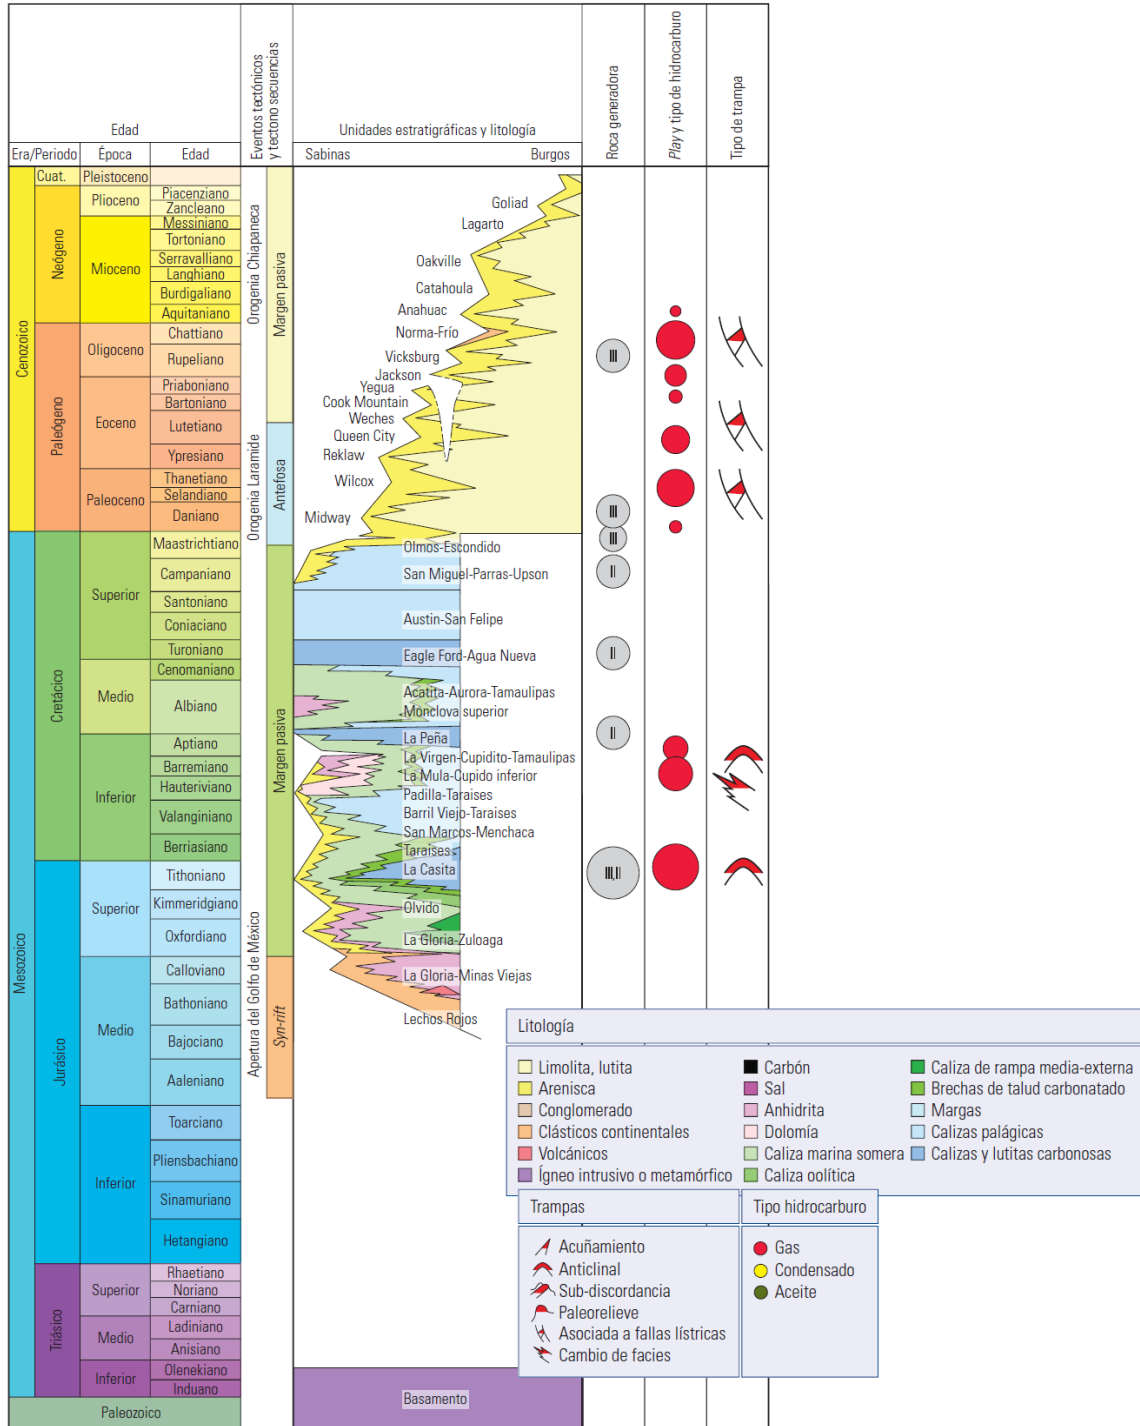 Edad
Eventos tectónicos
y tectono secuencias
Unidades estratigráficas y litología
Roca generadora
Play y tipo de hidrocarburo
Tipo de trampa
Era/Periodo
Época
Edad
Sabinas
Burgos
Cenozoico
Mesozoico
Cuat.
Neógeno
Paleógeno
Cretácico
Jurásico
Triásico
Pleistoceno
Plioceno
Mioceno
Oligoceno
Eoceno
Paleoceno
Superior
Medio
Inferior
Superior
Medio
Inferior
Superior
Medio
Inferior
Paleozoico
Piacenziano
Zancleano
Messiniano
Tortoniano
Serravalliano
Langhiano
Burdigaliano
Aquitaniano
Chattiano
Rupeliano
Priaboniano
Bartoniano
Lutetiano
Ypresiano
Thanetiano
Selandiano
Daniano
Maastrichtiano
Campaniano
Santoniano
Coniaciano
Turoniano
Cenomaniano
Albiano
Aptiano
Barremiano
Hauteriviano
Valanginiano
Berriasiano
Tithoniano
Kimmeridgiano
Oxfordiano
Calloviano
Bathoniano
Bajociano
Aaleniano
Toarciano
Pliensbachiano
Sinamuriano
Hetangiano
Rhaetiano
Noriano
Carniano
Ladiniano
Anisiano
Olenekiano
Induano
Orogenia Chiapaneca
Orogenia Laramide
Apertura del Golfo de México
Margen pasiva
Antefosa
Margen pasiva
Syn-rift
Goliad
Lagarto
Oakville
Catahoula
Anahuac
Norma-Frío
Vicksburg
Jackson
Yegua
Cook Mountain
Weches
Queen City
Reklaw
Wilcox
Midway
Olmos-Escondido
San Miguel-Parras-Upson
Austin-San Felipe
Eagle Ford-Agua Nueva
Acatita-Aurora-Tamaulipas
Monclova superior
La Peña
La Virgen-Cupidito-Tamaulipas
La Mula-Cupido inferior
Padilla-Taraises
Barril Viejo-Taraises
San Marcos-Menchaca
Taraises
La Casita
Olvido
La Gloria-Zuloaga
La Gloria-Minas Viejas
Lechos Rojos
Basamento
III
III
III
II
II
II
III,II
Litología
Limolita, lutita
Arenisca
Conglomerado
Clásticos continentales
Volcánicos
Ígneo intrusivo o metamórfico
Carbón
Sal
Anhidrita
Dolomía
Caliza marina somera
Caliza oolítica
Caliza de rampa media-externa
Brechas de talud carbonatado
Margas
Calizas palágicas
Calizas y lutitas carbonosas
Trampas
Acuñamiento
Anticlinal
Sub-discordancia
Paleorelieve
Asociada a fallas lístricas
Cambio de facies
Tipo hidrocarburo
Gas
Condensado
Aceite